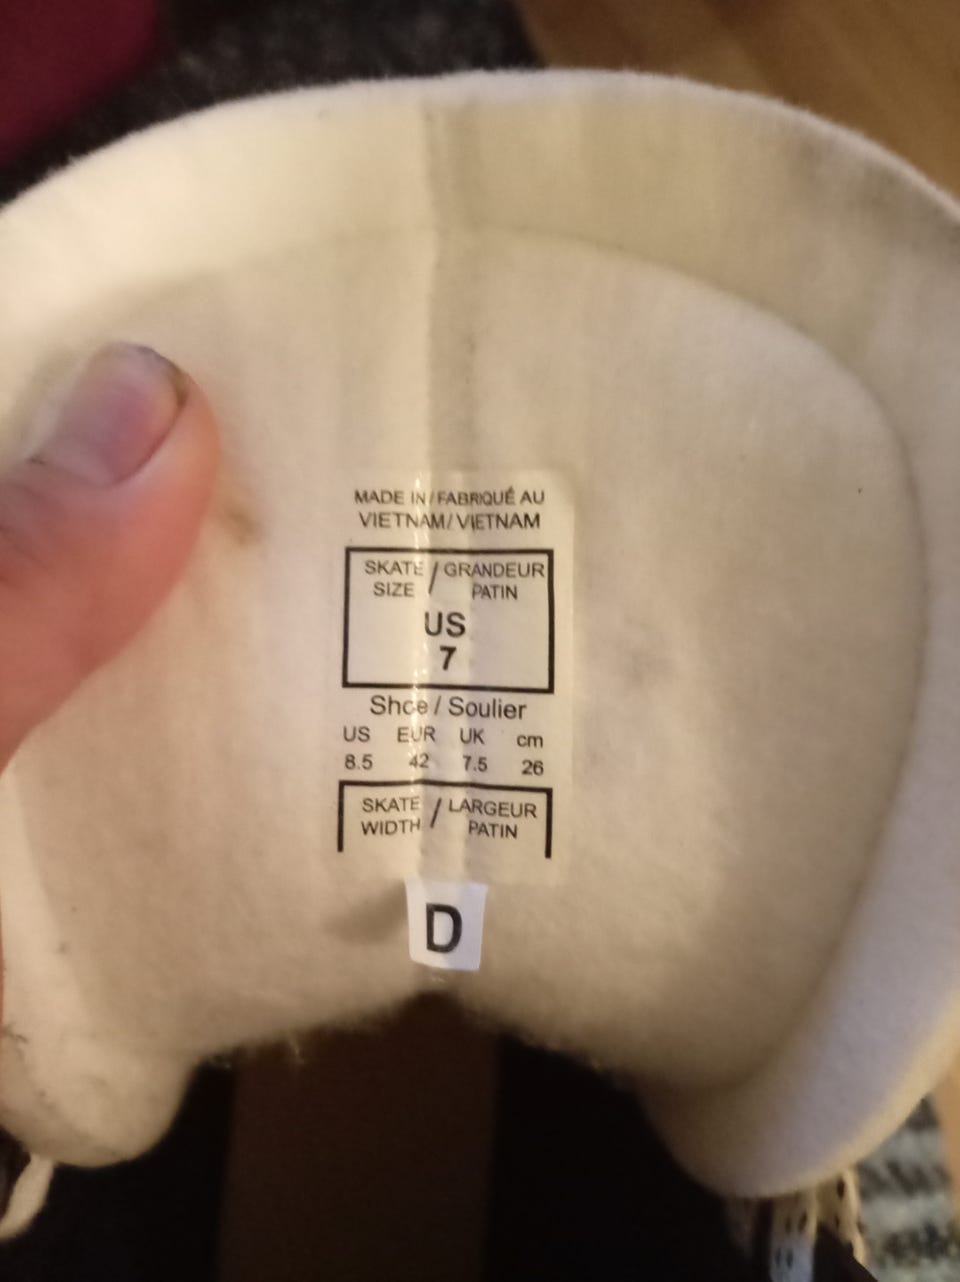 MADE IN/FABRIQUÉ AU
VIETNAM/VIETNAM
SKATE / GRANDEUR
SIZE PATIN
US
7
Shoe / Soulier
US EUR UK cm
8.5 42 7.5 26
SKATE / LARGEUR
WIDTH PATIN
D